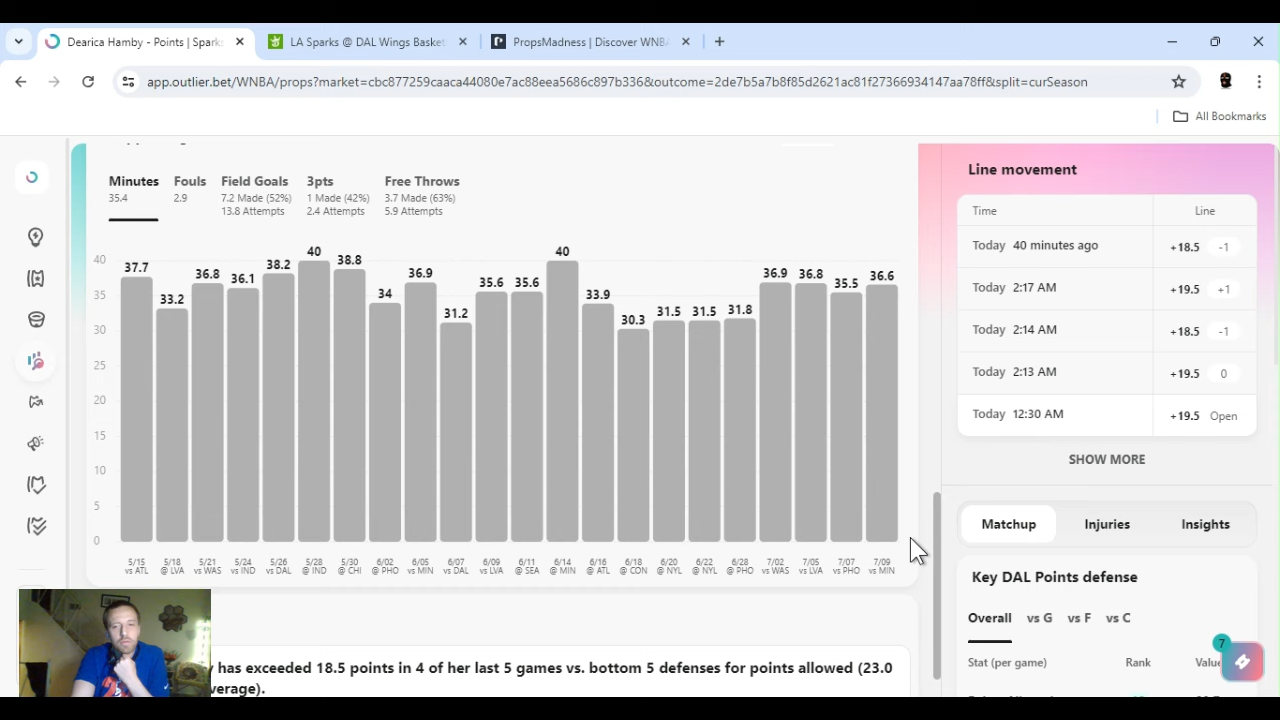 Dearica Hamby - Points | Sparks
LA Sparks @ DAL Wings Basket
PropsMadness | Discover WNBA
app.outlier.bet/WNBA/props?market=cbc877259caaca44080e7ac88eea5686c897b336&outcome=2de7b5a7b8f85d2621ac81f27366934147aa78ff&split=curSeason
All Bookmarks
Minutes Fouls Field Goals 3pts Free Throws
35.4 2.9 7.2 Made (52%) 1 Made (42%) 3.7 Made (63%)
13.8 Attempts 2.4 Attempts 5.9 Attempts
37.7 33.2 36.8 36.1 38.2 40 38.8 34 36.9 31.2 35.6 35.6 40 33.9 30.3 31.5 31.5 31.8 36.9 36.8 35.5 36.6
40
35
30
25
20
15
10
5
0
5/15 5/18 5/21 5/24 5/26 5/28 5/30 6/02 6/05 6/07 6/09 6/11 6/14 6/16 6/18 6/20 6/22 6/28 7/02 7/05 7/07 7/09
vs ATL @ LVA vs WAS vs IND vs DAL @ IND @ CHI @ PHO vs MIN vs DAL vs LVA @ SEA @ MIN @ ATL @ CON @ NYL @ NYL @ PHO vs WAS vs LVA vs PHO vs MIN
has exceeded 18.5 points in 4 of her last 5 games vs. bottom 5 defenses for points allowed (23.0
verage).
Line movement
Time Line
Today 40 minutes ago +18.5 -1
Today 2:17 AM +19.5 +1
Today 2:14 AM +18.5 -1
Today 2:13 AM +19.5 0
Today 12:30 AM +19.5 Open
SHOW MORE
Matchup Injuries Insights
Key DAL Points defense
Overall vs G vs F vs C
Stat (per game) Rank Value
7